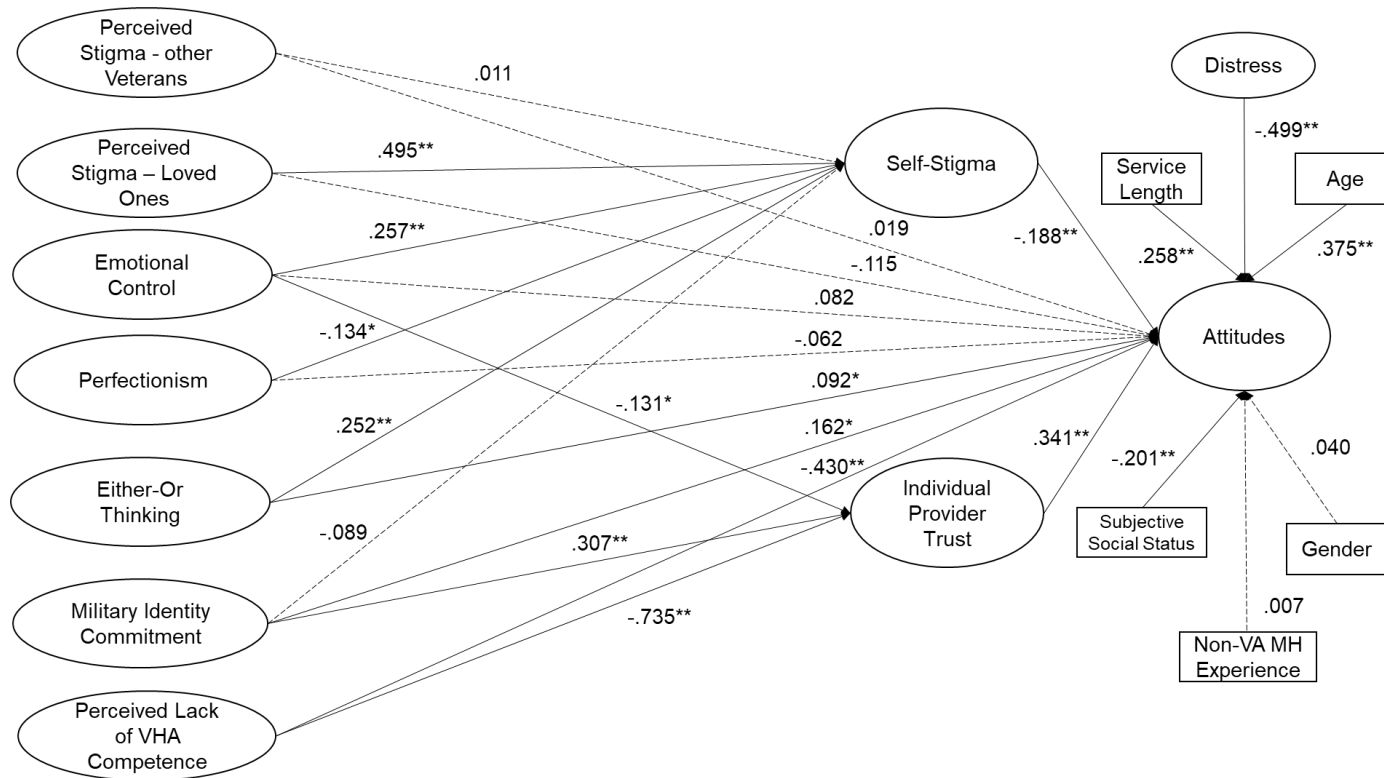 Perceived
Stigma - other
Veterans
Perceived
Stigma – Loved
Ones
Emotional
Control
Perfectionism
Either-Or
Thinking
Military Identity
Commitment
Perceived Lack
of VHA
Competence
.011
.495**
.257**
-.134*
.252**
-.089
-.131*
.307**
-.735**
.019
-.115
.082
-.062
.092*
.162*
-.430**
Self-Stigma
Individual
Provider
Trust
-.188**
.341**
Distress
-.499**
Service
Length
.258**
Age
.375**
Attitudes
-.201**
Subjective
Social Status
.007
Non-VA MH
Experience
.040
Gender